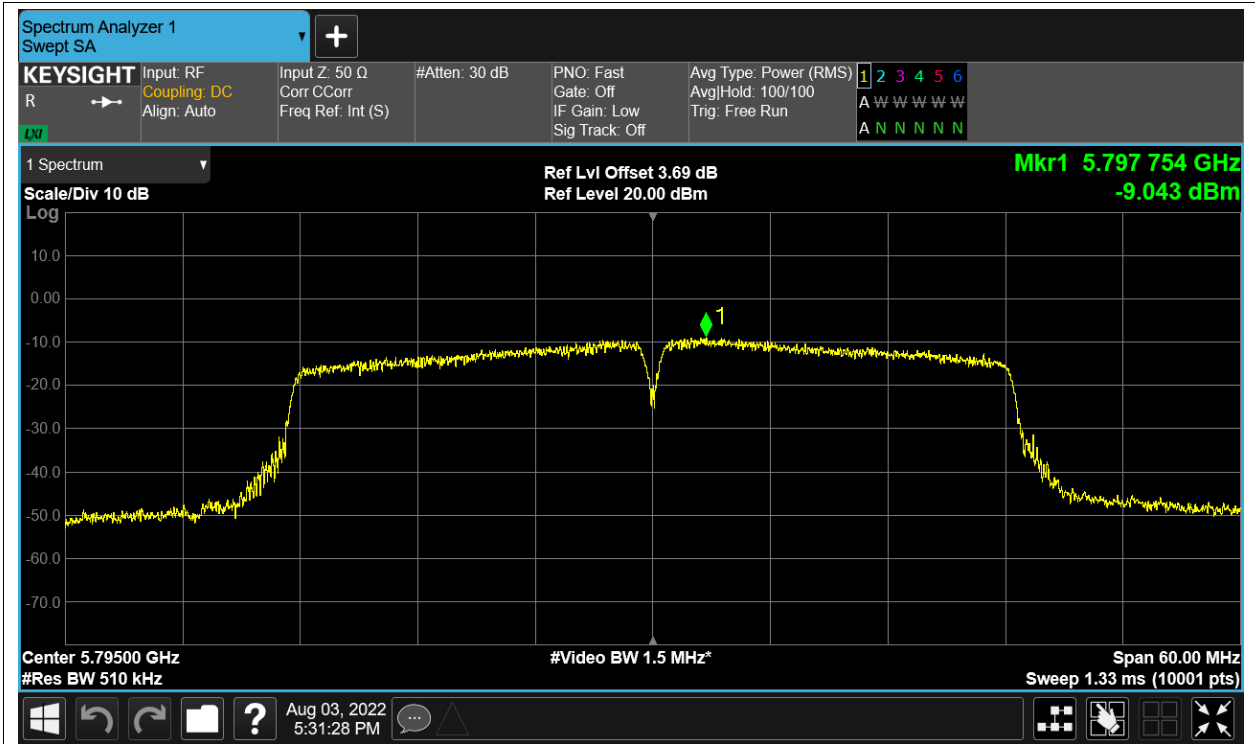 Spectrum Analyzer 1
Swept SA
+
KEYSIGHT
R
LXI
Input: RF
Coupling: DC
Align: Auto
Input Z: 50 Ω
Corr CCorr
Freq Ref: Int (S)
#Atten: 30 dB
PNO: Fast
Gate: Off
IF Gain: Low
Sig Track: Off
Avg Type: Power (RMS)
Avg|Hold: 100/100
Trig: Free Run
1 2 3 4 5 6
A W W W W W
A N N N N N
1 Spectrum
Scale/Div 10 dB
Log
Ref Lvl Offset 3.69 dB
Ref Level 20.00 dBm
Mkr1 5.797 754 GHz
-9.043 dBm
10.0
0.00
-10.0
-20.0
-30.0
-40.0
-50.0
-60.0
-70.0
1
Center 5.79500 GHz
#Res BW 510 kHz
#Video BW 1.5 MHz*
Span 60.00 MHz
Sweep 1.33 ms (10001 pts)
?
Aug 03, 2022
5:31:28 PM